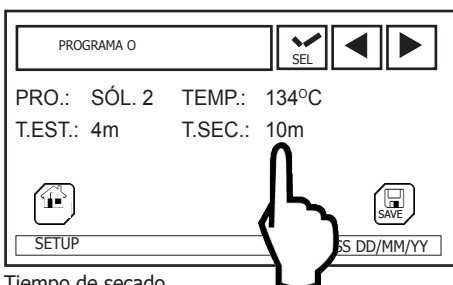 PROGRAMA O
SEL
PRO.: SÓL. 2 TEMP.: 134ºC
T.EST.: 4m T.SEC.: 10m
SAVE
SETUP SS DD/MM/YY
Tiempo de secado